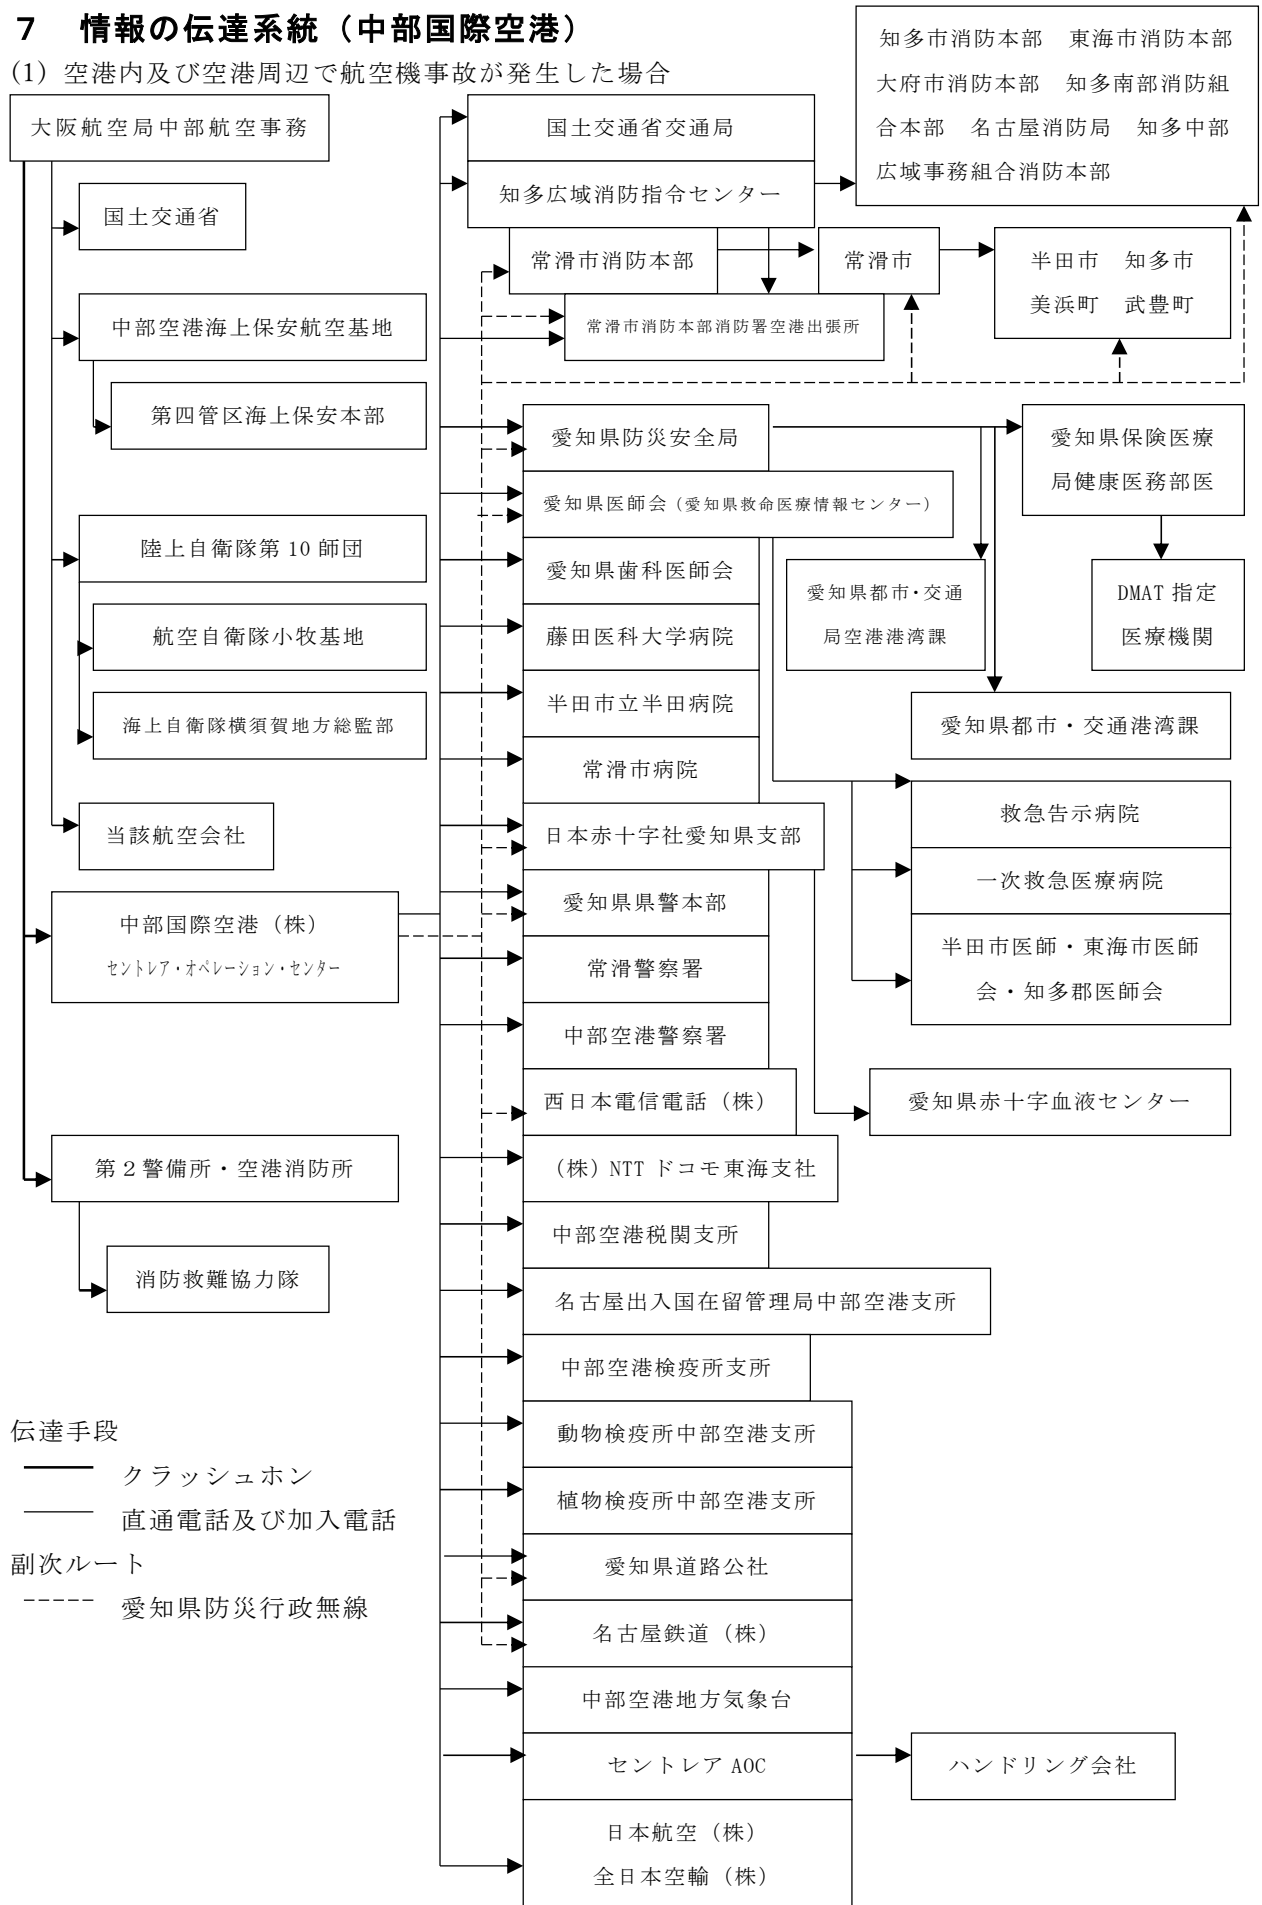 7　情報の伝達系統（中部国際空港）
(1) 空港内及び空港周辺で航空機事故が発生した場合
大阪航空局中部航空事務
国土交通省
中部空港海上保安航空基地
第四管区海上保安本部
陸上自衛隊第10師団
航空自衛隊小牧基地
海上自衛隊横須賀地方総監部
当該航空会社
中部国際空港（株）
セントレア・オペレーション・センター
第２警備所・空港消防所
消防救難協力隊
国土交通省交通局
知多広域消防指令センター
知多市消防本部　東海市消防本部
大府市消防本部　知多南部消防組
合本部　名古屋消防局　知多中部
広域事務組合消防本部
常滑市消防本部
常滑市
半田市　知多市
美浜町　武豊町
常滑市消防本部消防署空港出張所
愛知県防災安全局
愛知県保険医療
局健康医務部医
愛知県医師会（愛知県救命医療情報センター）
愛知県歯科医師会
愛知県都市・交通
局空港港湾課
DMAT 指定
医療機関
藤田医科大学病院
半田市立半田病院
愛知県都市・交通港湾課
常滑市病院
救急告示病院
日本赤十字社愛知県支部
一次救急医療病院
愛知県県警本部
半田市医師・東海市医師
会・知多郡医師会
常滑警察署
中部空港警察署
西日本電信電話（株）
愛知県赤十字血液センター
（株）NTT ドコモ東海支社
中部空港税関支所
名古屋出入国在留管理局中部空港支所
中部空港検疫所支所
動物検疫所中部空港支所
植物検疫所中部空港支所
愛知県道路公社
名古屋鉄道（株）
中部空港地方気象台
セントレア AOC
ハンドリング会社
日本航空（株）
全日本空輸（株）
伝達手段
クラッシュホン
直通電話及び加入電話
副次ルート
愛知県防災行政無線